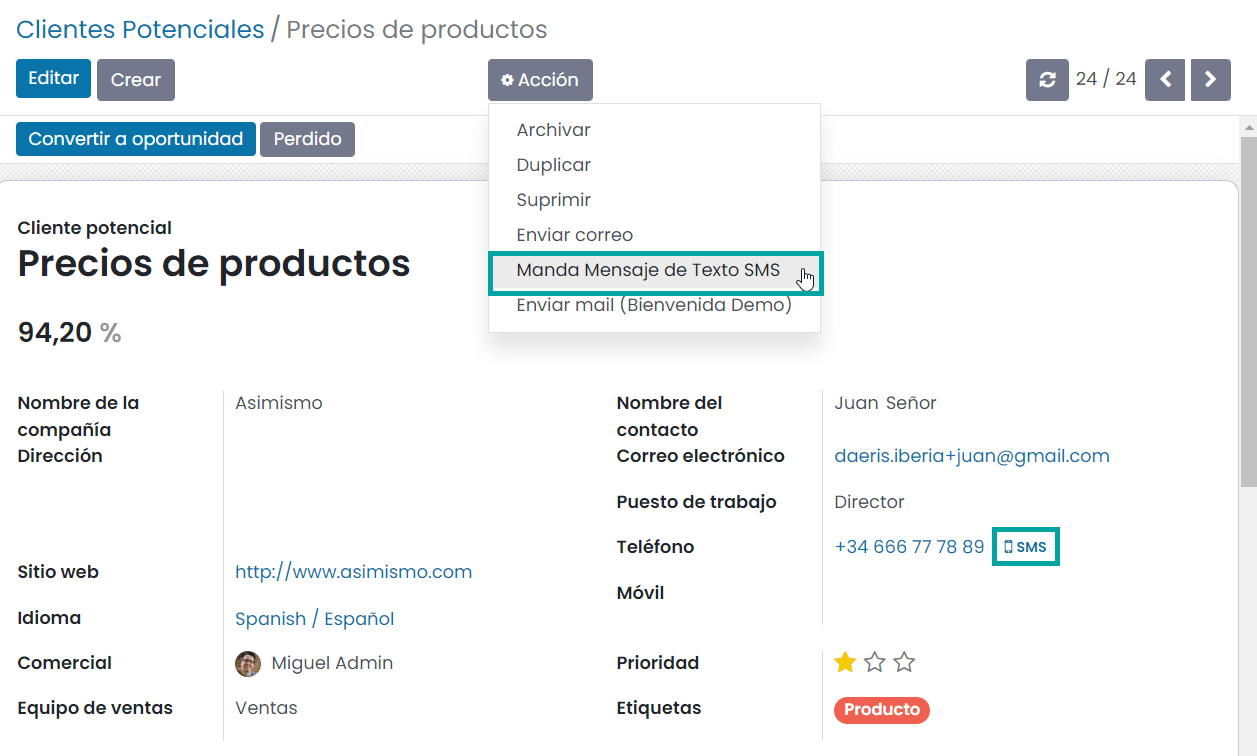 Clientes Potenciales / Precios de productos
Editar Crear Acción 24 / 24
Archivar
Duplicar
Suprimir
Enviar correo
Manda Mensaje de Texto SMS
Enviar mail (Bienvenida Demo)
Convertir a oportunidad Perdido
Cliente potencial
Precios de productos
94,20 %
Nombre de la
compañía
Asimismo
Dirección
Sitio web http://www.asimismo.com
Idioma Spanish / Español
Comercial Miguel Admin
Equipo de ventas Ventas
Nombre del
contacto
Juan Señor
Correo electrónico daeris.iberia+juan@gmail.com
Puesto de trabajo Director
Teléfono +34 666 77 78 89 SMS
Móvil
Prioridad
Etiquetas Producto